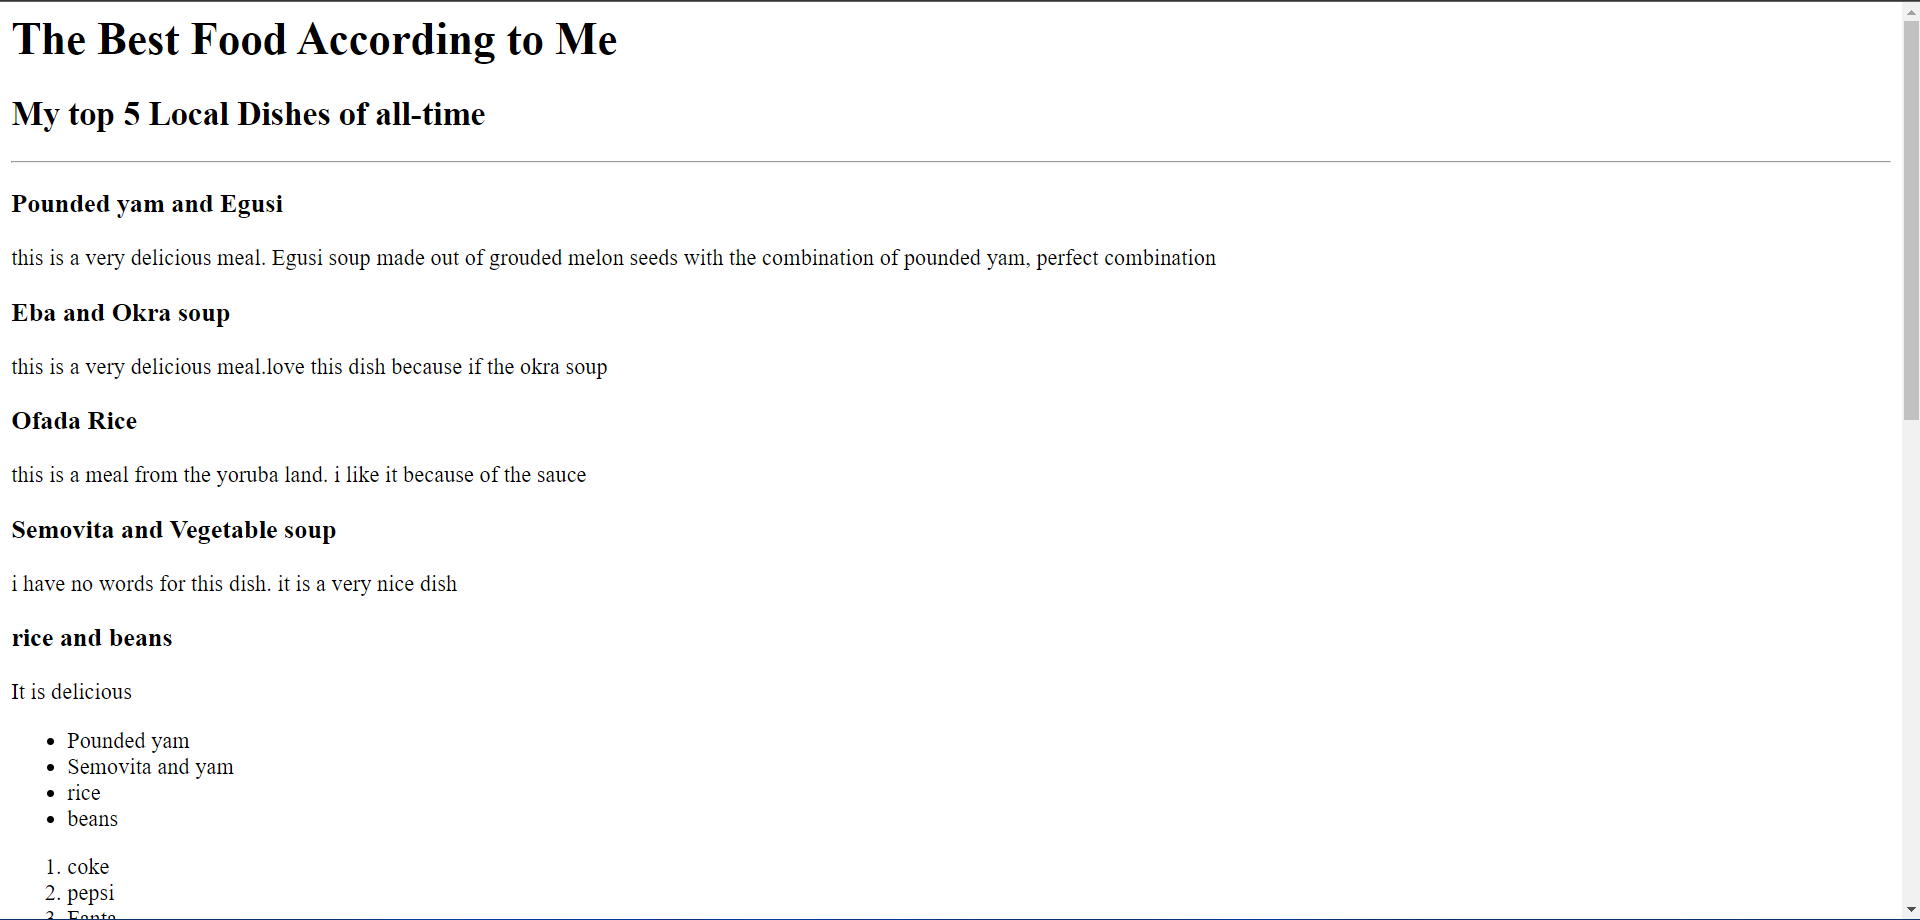 The Best Food According to Me
My top 5 Local Dishes of all-time
Pounded yam and Egusi
this is a very delicious meal. Egusi soup made out of grouded melon seeds with the combination of pounded yam, perfect combination
Eba and Okra soup
this is a very delicious meal.love this dish because if the okra soup
Ofada Rice
this is a meal from the yoruba land. i like it because of the sauce
Semovita and Vegetable soup
i have no words for this dish. it is a very nice dish
rice and beans
It is delicious
• Pounded yam
• Semovita and yam
• rice
• beans
1. coke
2. pepsi
3. Fanta